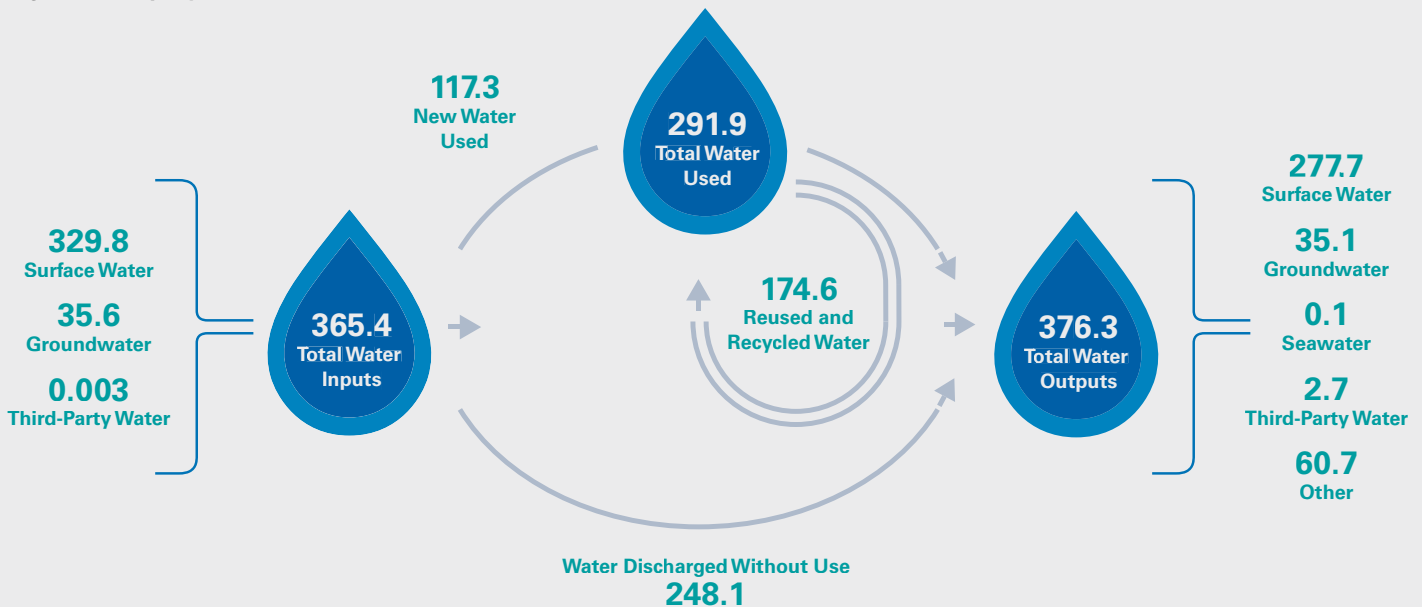 117.3
New Water
Used
291.9
Total Water
Used
329.8
Surface Water
35.6
Groundwater
0.003
Third-Party Water
365.4
Total Water
Inputs
174.6
Reused and
Recycled Water
376.3
Total Water
Outputs
277.7
Surface Water
35.1
Groundwater
0.1
Seawater
2.7
Third-Party Water
60.7
Other
Water Discharged Without Use
248.1